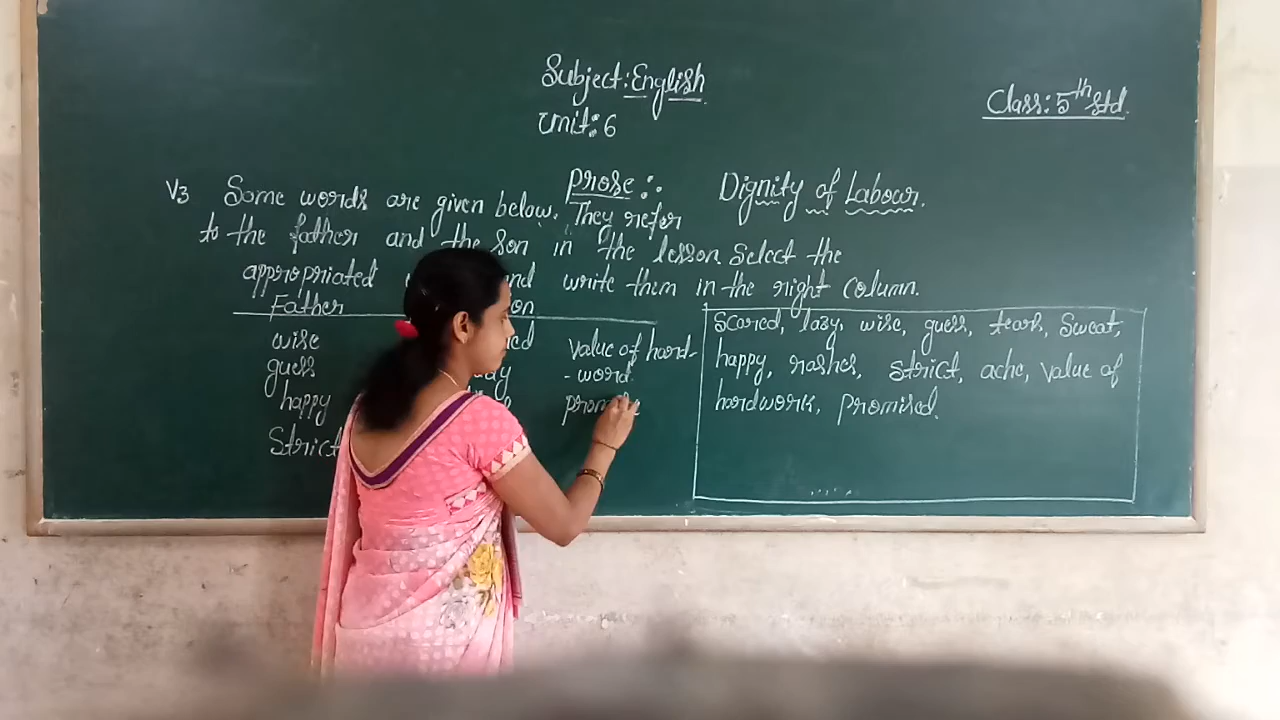 Subject: English
Unit: 6
Class: 5th Std.
Prose :. Dignity of Labour.
V3 Some words are given below. They refer
to the father and the Son in the lesson. Select the
appropriated and write them in the right column.
Father
wise
guess
happy
Strict
Value of hard-
- word.
promise
Scared, lazy, wise, guess, tears, Sweat,
happy, rashes, Strict, ache, Value of
hardwork, promised.